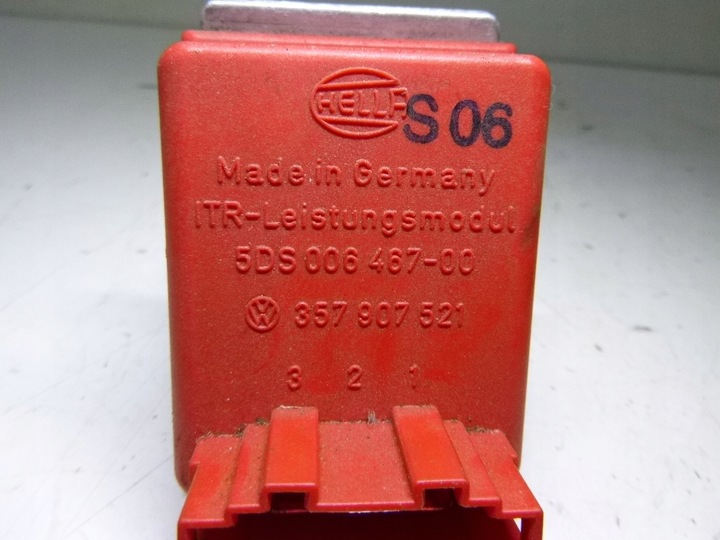 HELLA S 06
Made in Germany
ITR-Leistungsmodul
5DS 006 467-00
VW 357 907 521
3 2 1